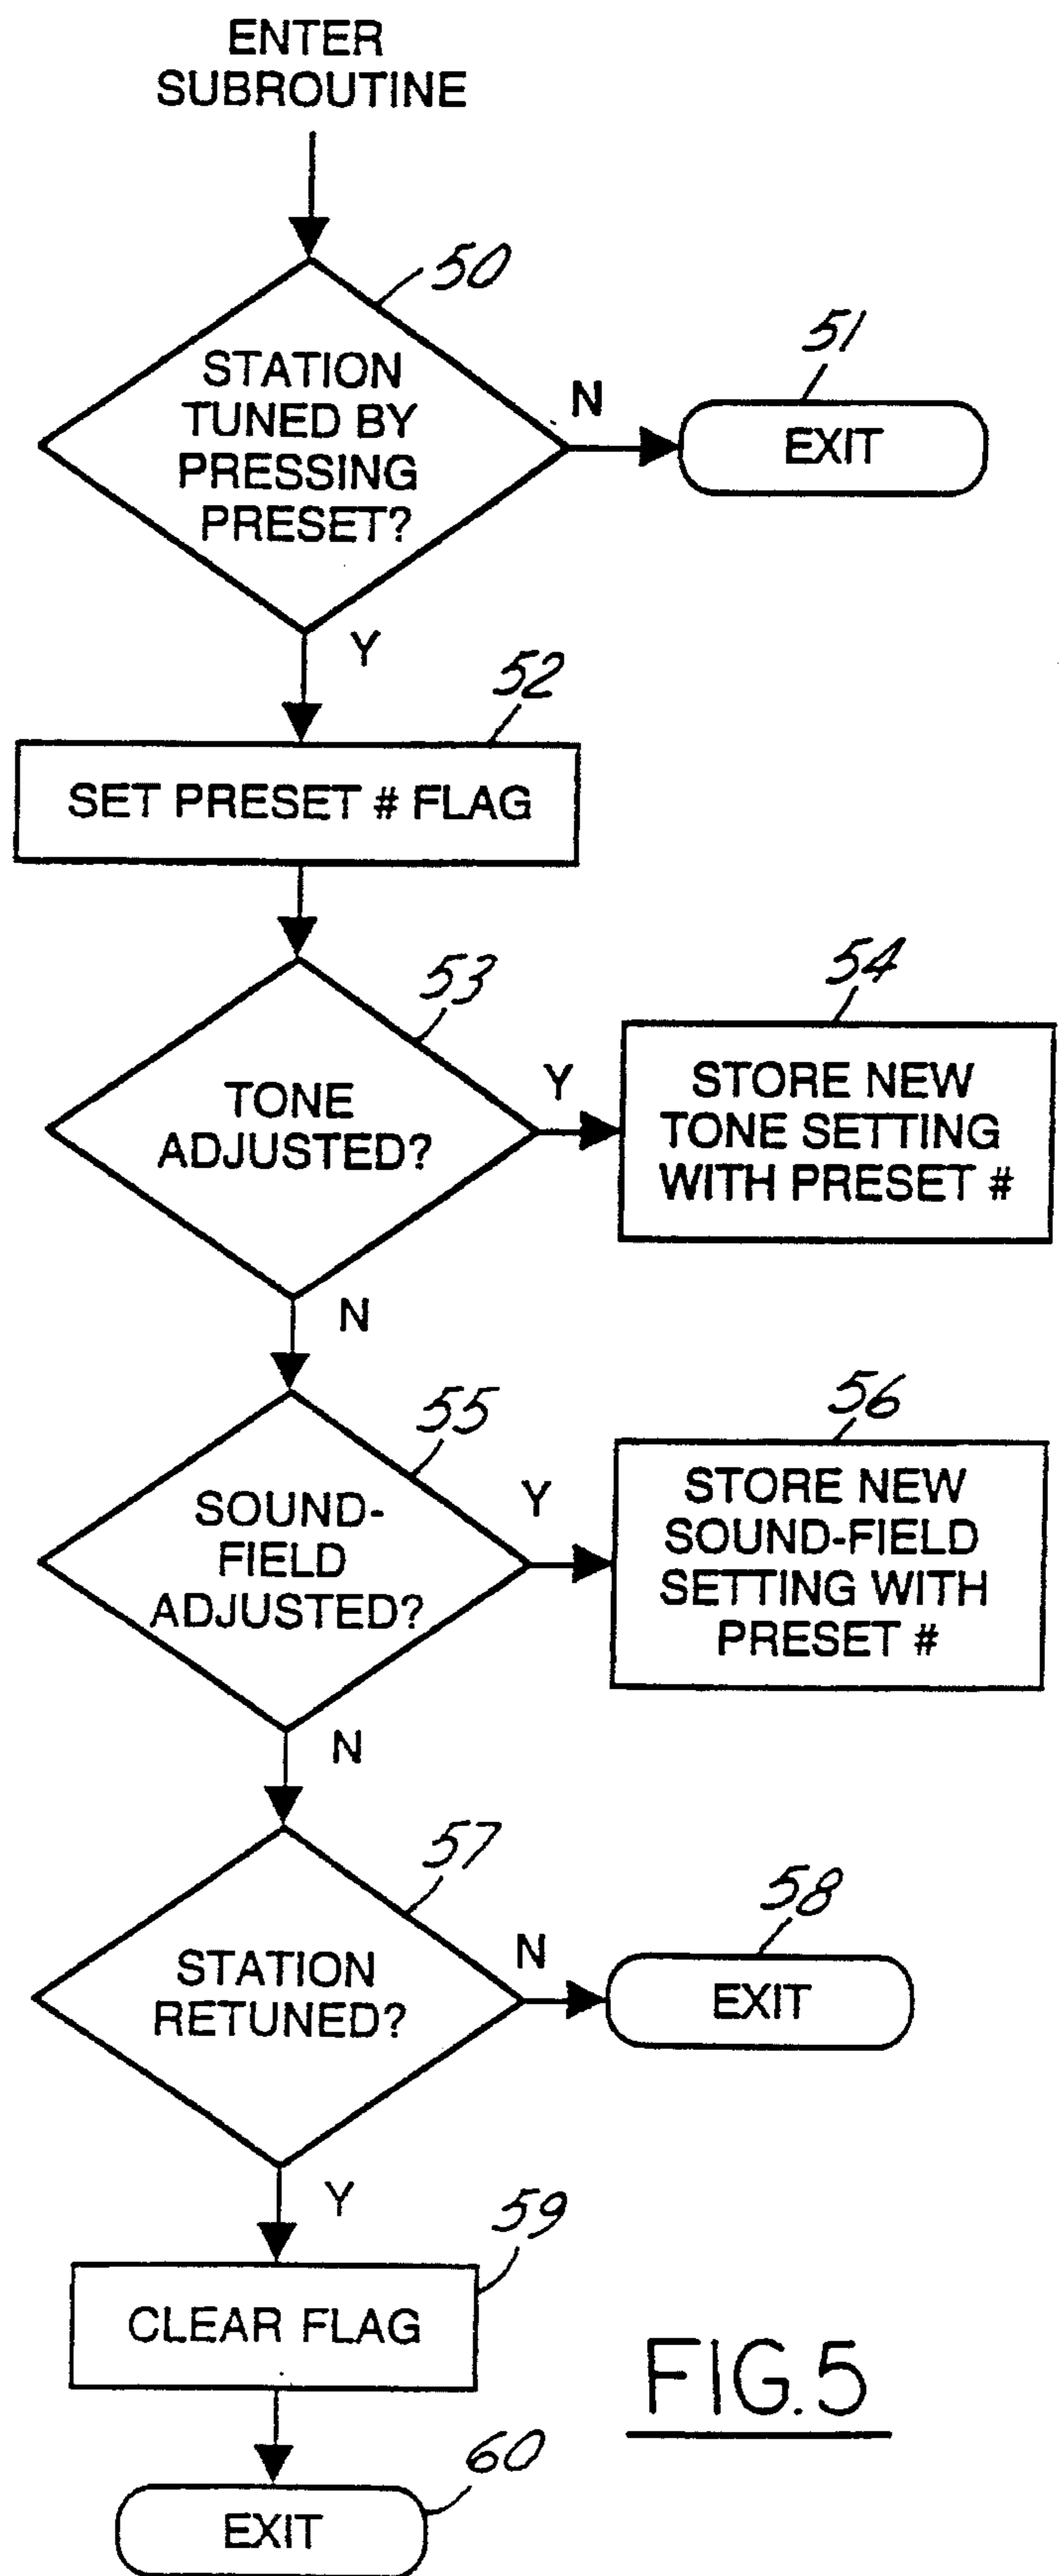 ENTER
SUBROUTINE
50
STATION
TUNED BY
PRESSING
PRESET?
N
51
EXIT
Y
52
SET PRESET # FLAG
53
TONE
ADJUSTED?
Y
54
STORE NEW
TONE SETTING
WITH PRESET #
N
55
SOUND-
FIELD
ADJUSTED?
Y
56
STORE NEW
SOUND-FIELD
SETTING WITH
PRESET #
N
57
STATION
RETUNED?
N
58
EXIT
Y
59
CLEAR FLAG
60
EXIT
FIG.5